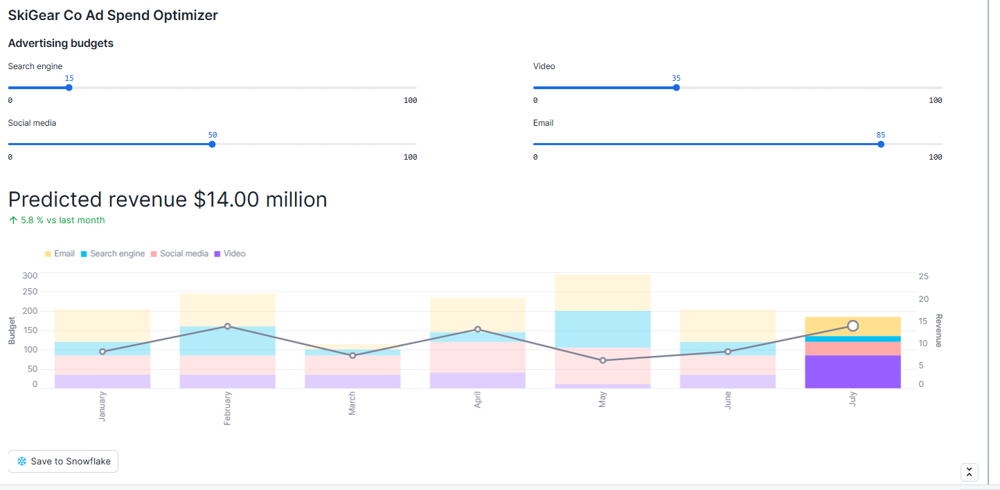 SkiGear Co Ad Spend Optimizer
Advertising budgets
Search engine
15
0 100
Video
35
0 100
Social media
50
0 100
Email
85
0 100
Predicted revenue $14.00 million
5.8 % vs last month
Email Search engine Social media Video
Budget
300
250
200
150
100
50
0
25
20
15
10
5
0
Revenue
January February March April May June July
Save to Snowflake